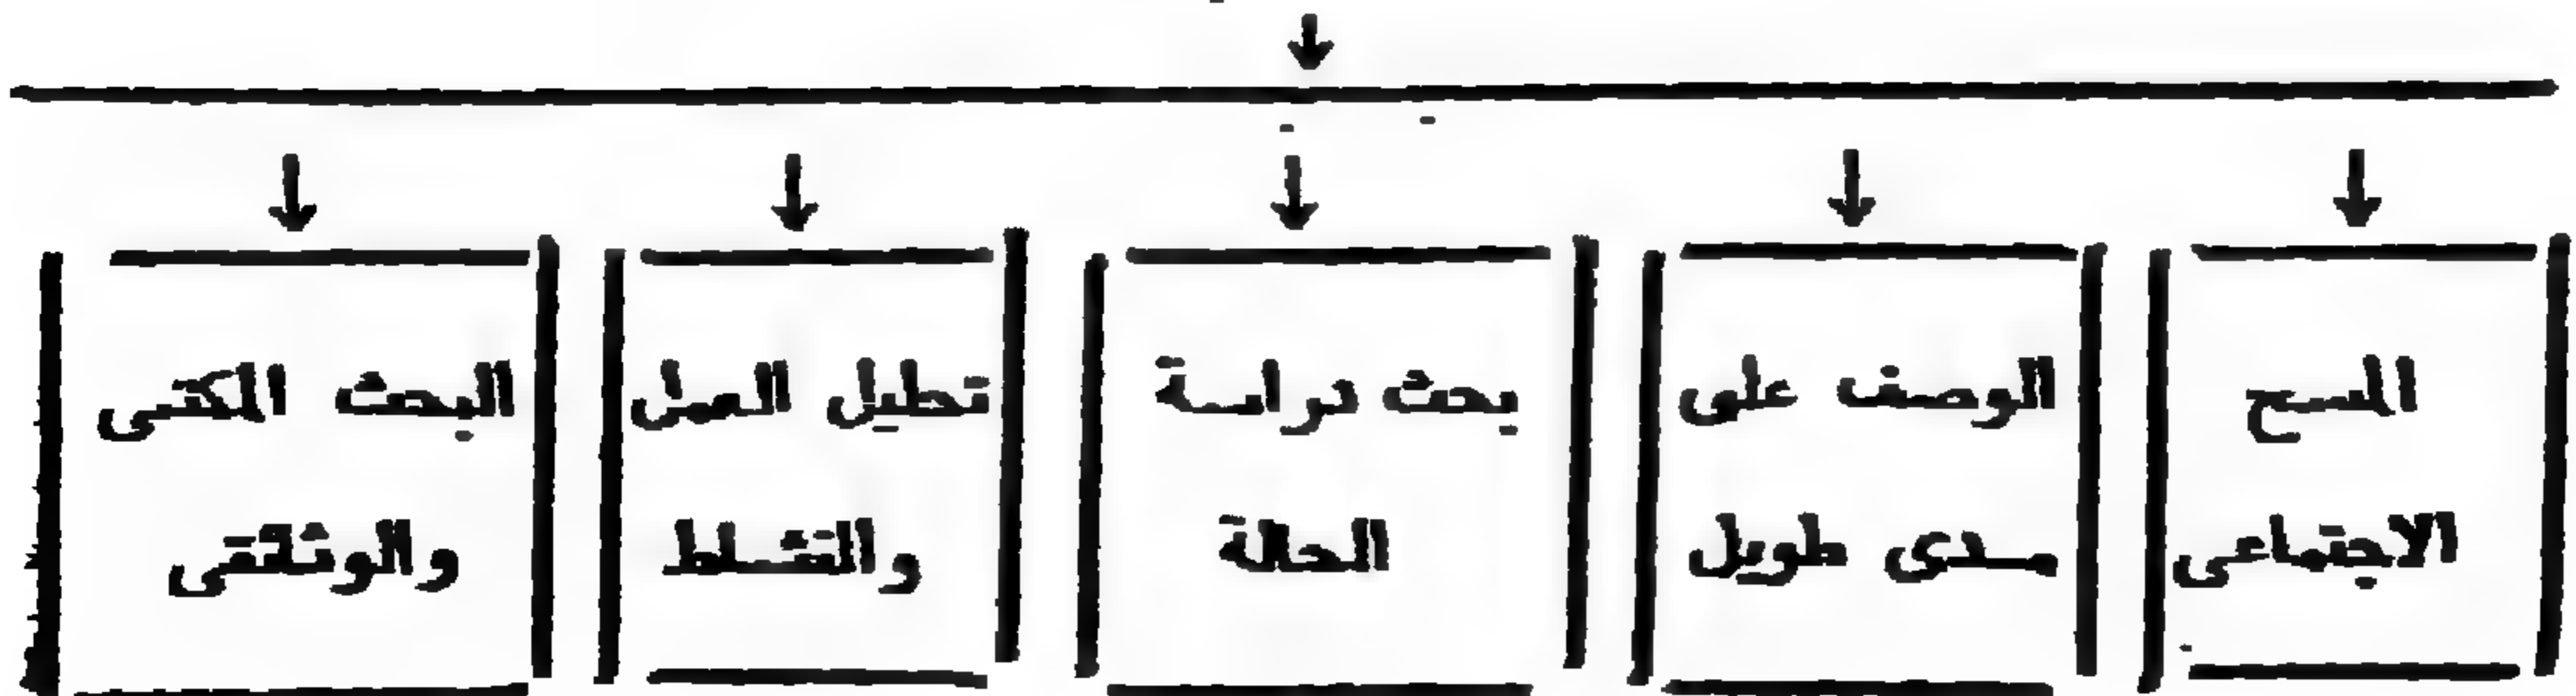 المسح
الاجتماعى
الوصف على
مدى طويل
بحث دراسة
الحالة
تحليل العمل
والنشاط
البحث المكتبى
والوثائقى